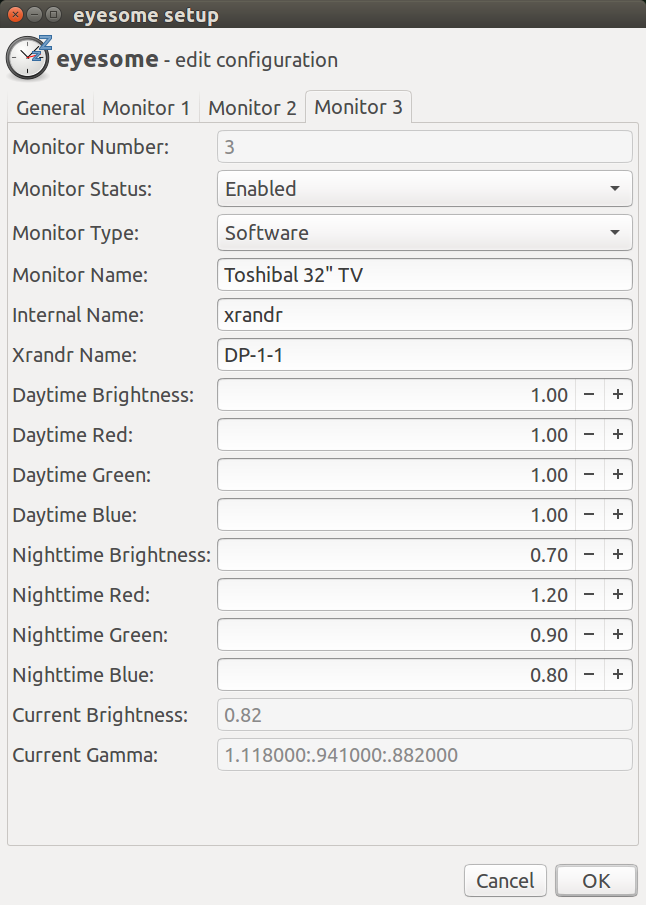 eyesome setup
eyesome - edit configuration
General Monitor 1 Monitor 2 Monitor 3
Monitor Number: 3
Monitor Status: Enabled
Monitor Type: Software
Monitor Name: Toshibal 32" TV
Internal Name: xrandr
Xrandr Name: DP-1-1
Daytime Brightness: 1.00 − +
Daytime Red: 1.00 − +
Daytime Green: 1.00 − +
Daytime Blue: 1.00 − +
Nighttime Brightness: 0.70 − +
Nighttime Red: 1.20 − +
Nighttime Green: 0.90 − +
Nighttime Blue: 0.80 − +
Current Brightness: 0.82
Current Gamma: 1.118000:.941000:.882000
Cancel OK